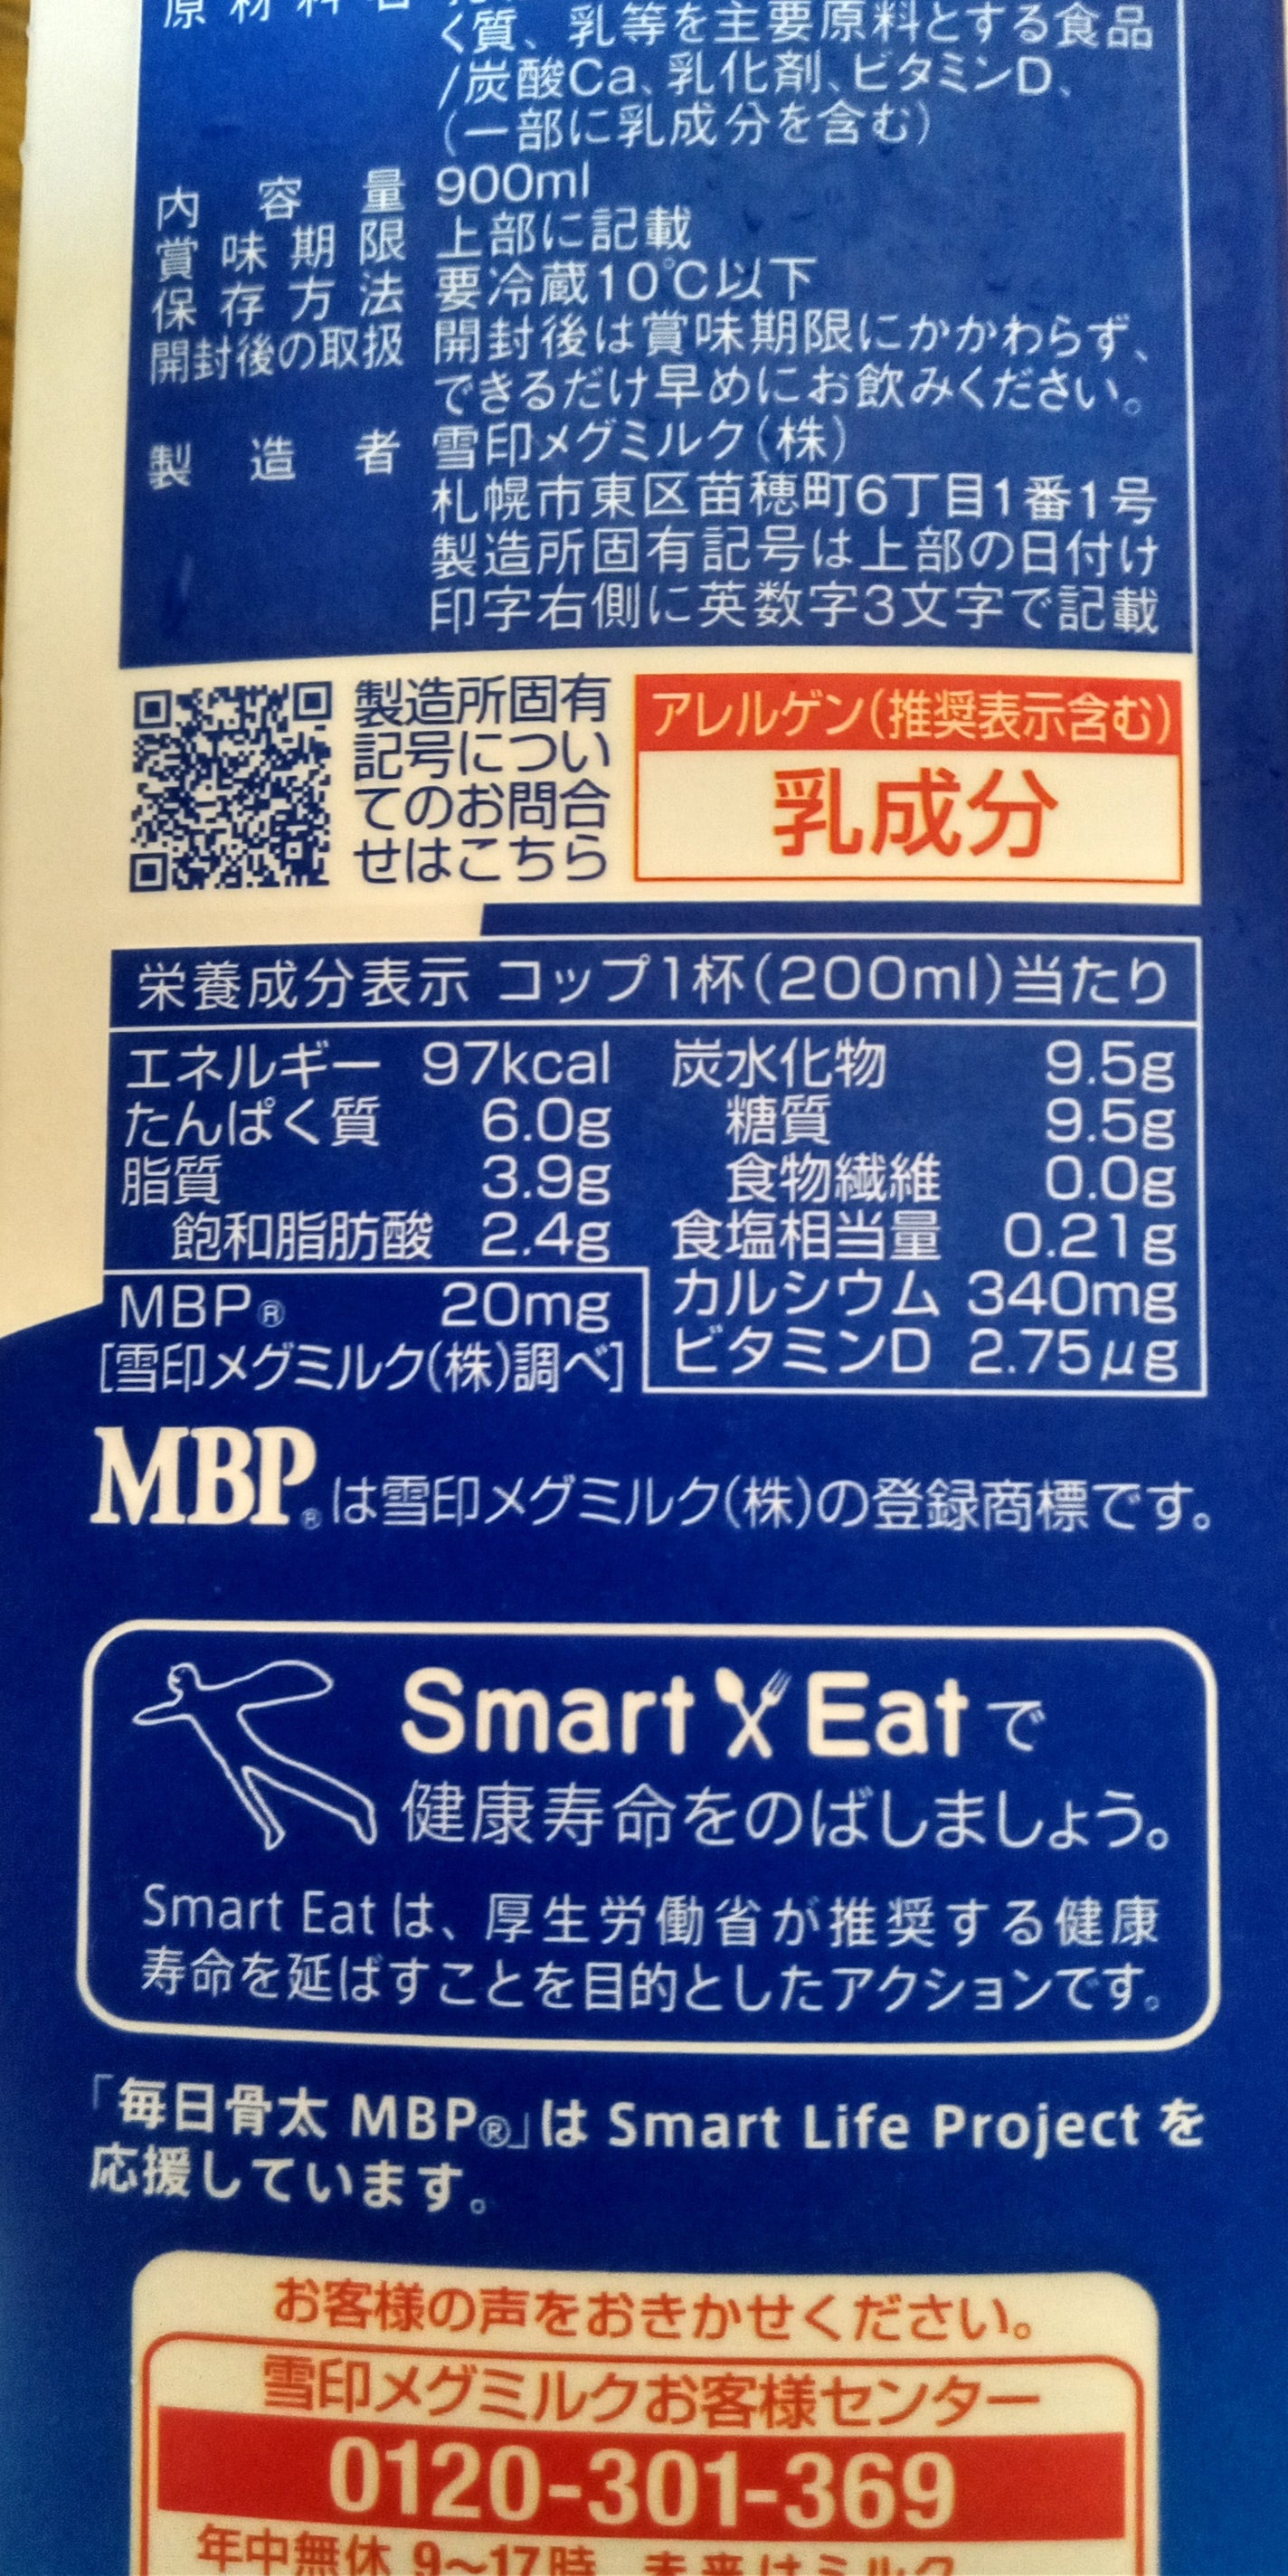 原材料名
く質、乳等を主要原料とする食品
/炭酸Ca、乳化剤、ビタミンD、
(一部に乳成分を含む)
内容量 900ml
賞味期限 上部に記載
保存方法 要冷蔵10℃以下
開封後の取扱 開封後は賞味期限にかかわらず、
できるだけ早めにお飲みください。
製造者 雪印メグミルク(株)
札幌市東区苗穂町6丁目1番1号
製造所固有記号は上部の日付け
印字右側に英数字3文字で記載
製造所固有
記号につい
てのお問合
せはこちら
アレルゲン(推奨表示含む)
乳成分
栄養成分表示 コップ1杯(200ml)当たり
エネルギー 97kcal
たんぱく質 6.0g
脂質 3.9g
飽和脂肪酸 2.4g
炭水化物 9.5g
糖質 9.5g
食物繊維 0.0g
食塩相当量 0.21g
カルシウム 340mg
ビタミンD 2.75μg
MBP® 20mg
[雪印メグミルク(株)調べ]
MBP®は雪印メグミルク(株)の登録商標です。
Smart Eatで
健康寿命をのばしましょう。
Smart Eatは、厚生労働省が推奨する健康
寿命を延ばすことを目的としたアクションです。
「毎日骨太 MBP®」は Smart Life Project を
応援しています。
お客様の声をおきかせください。
雪印メグミルクお客様センター
0120-301-369
年中無休 9〜17時 未来はミルク